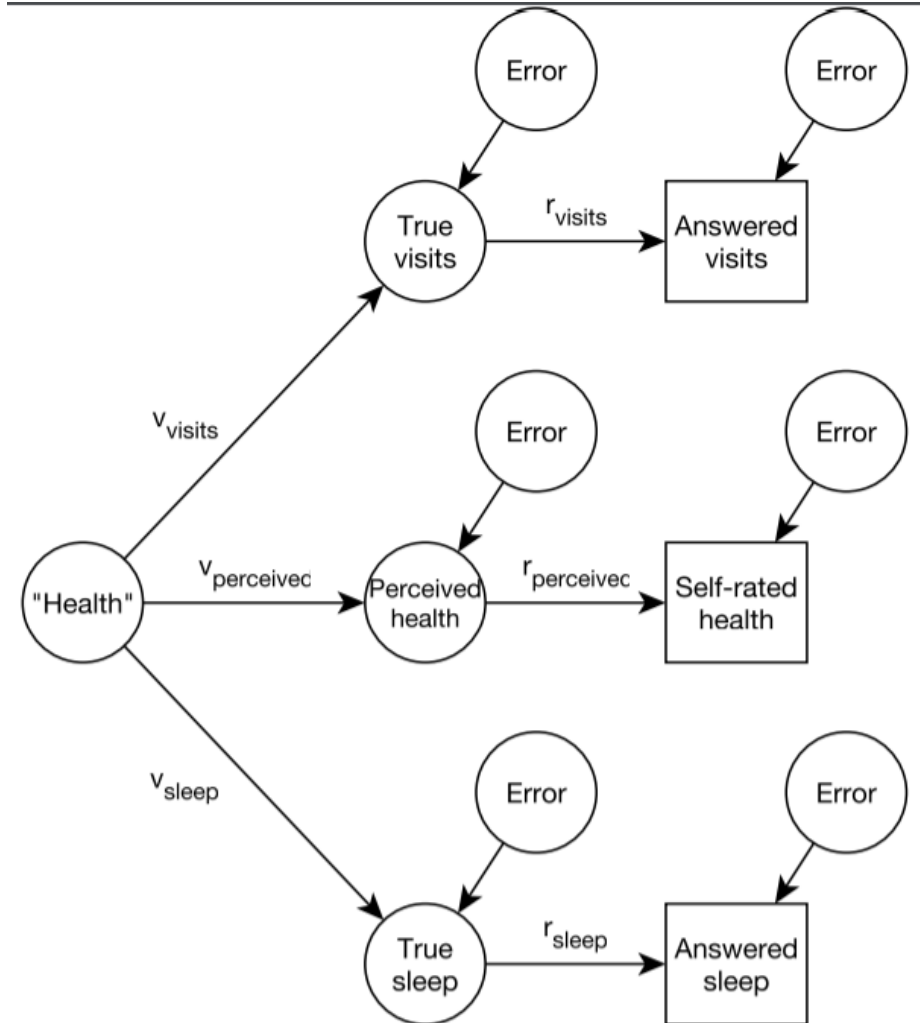 Error
Error
True
visits
r_visits
Answered
visits
v_visits
Error
Error
"Health"
v_perceived
Perceived
health
r_perceived
Self-rated
health
v_sleep
Error
Error
True
sleep
r_sleep
Answered
sleep